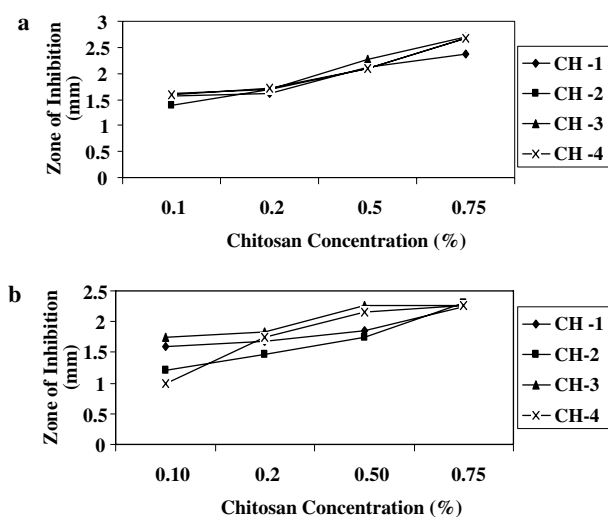 a
Zone of Inhibition
(mm)
3
2.5
2
1.5
1
0.5
0
0.1 0.2 0.5 0.75
Chitosan Concentration (%)
CH -1
CH -2
CH -3
CH -4
b
Zone of Inhibition
(mm)
2.5
2
1.5
1
0.5
0
0.10 0.2 0.50 0.75
Chitosan Concentration (%)
CH -1
CH-2
CH-3
CH-4